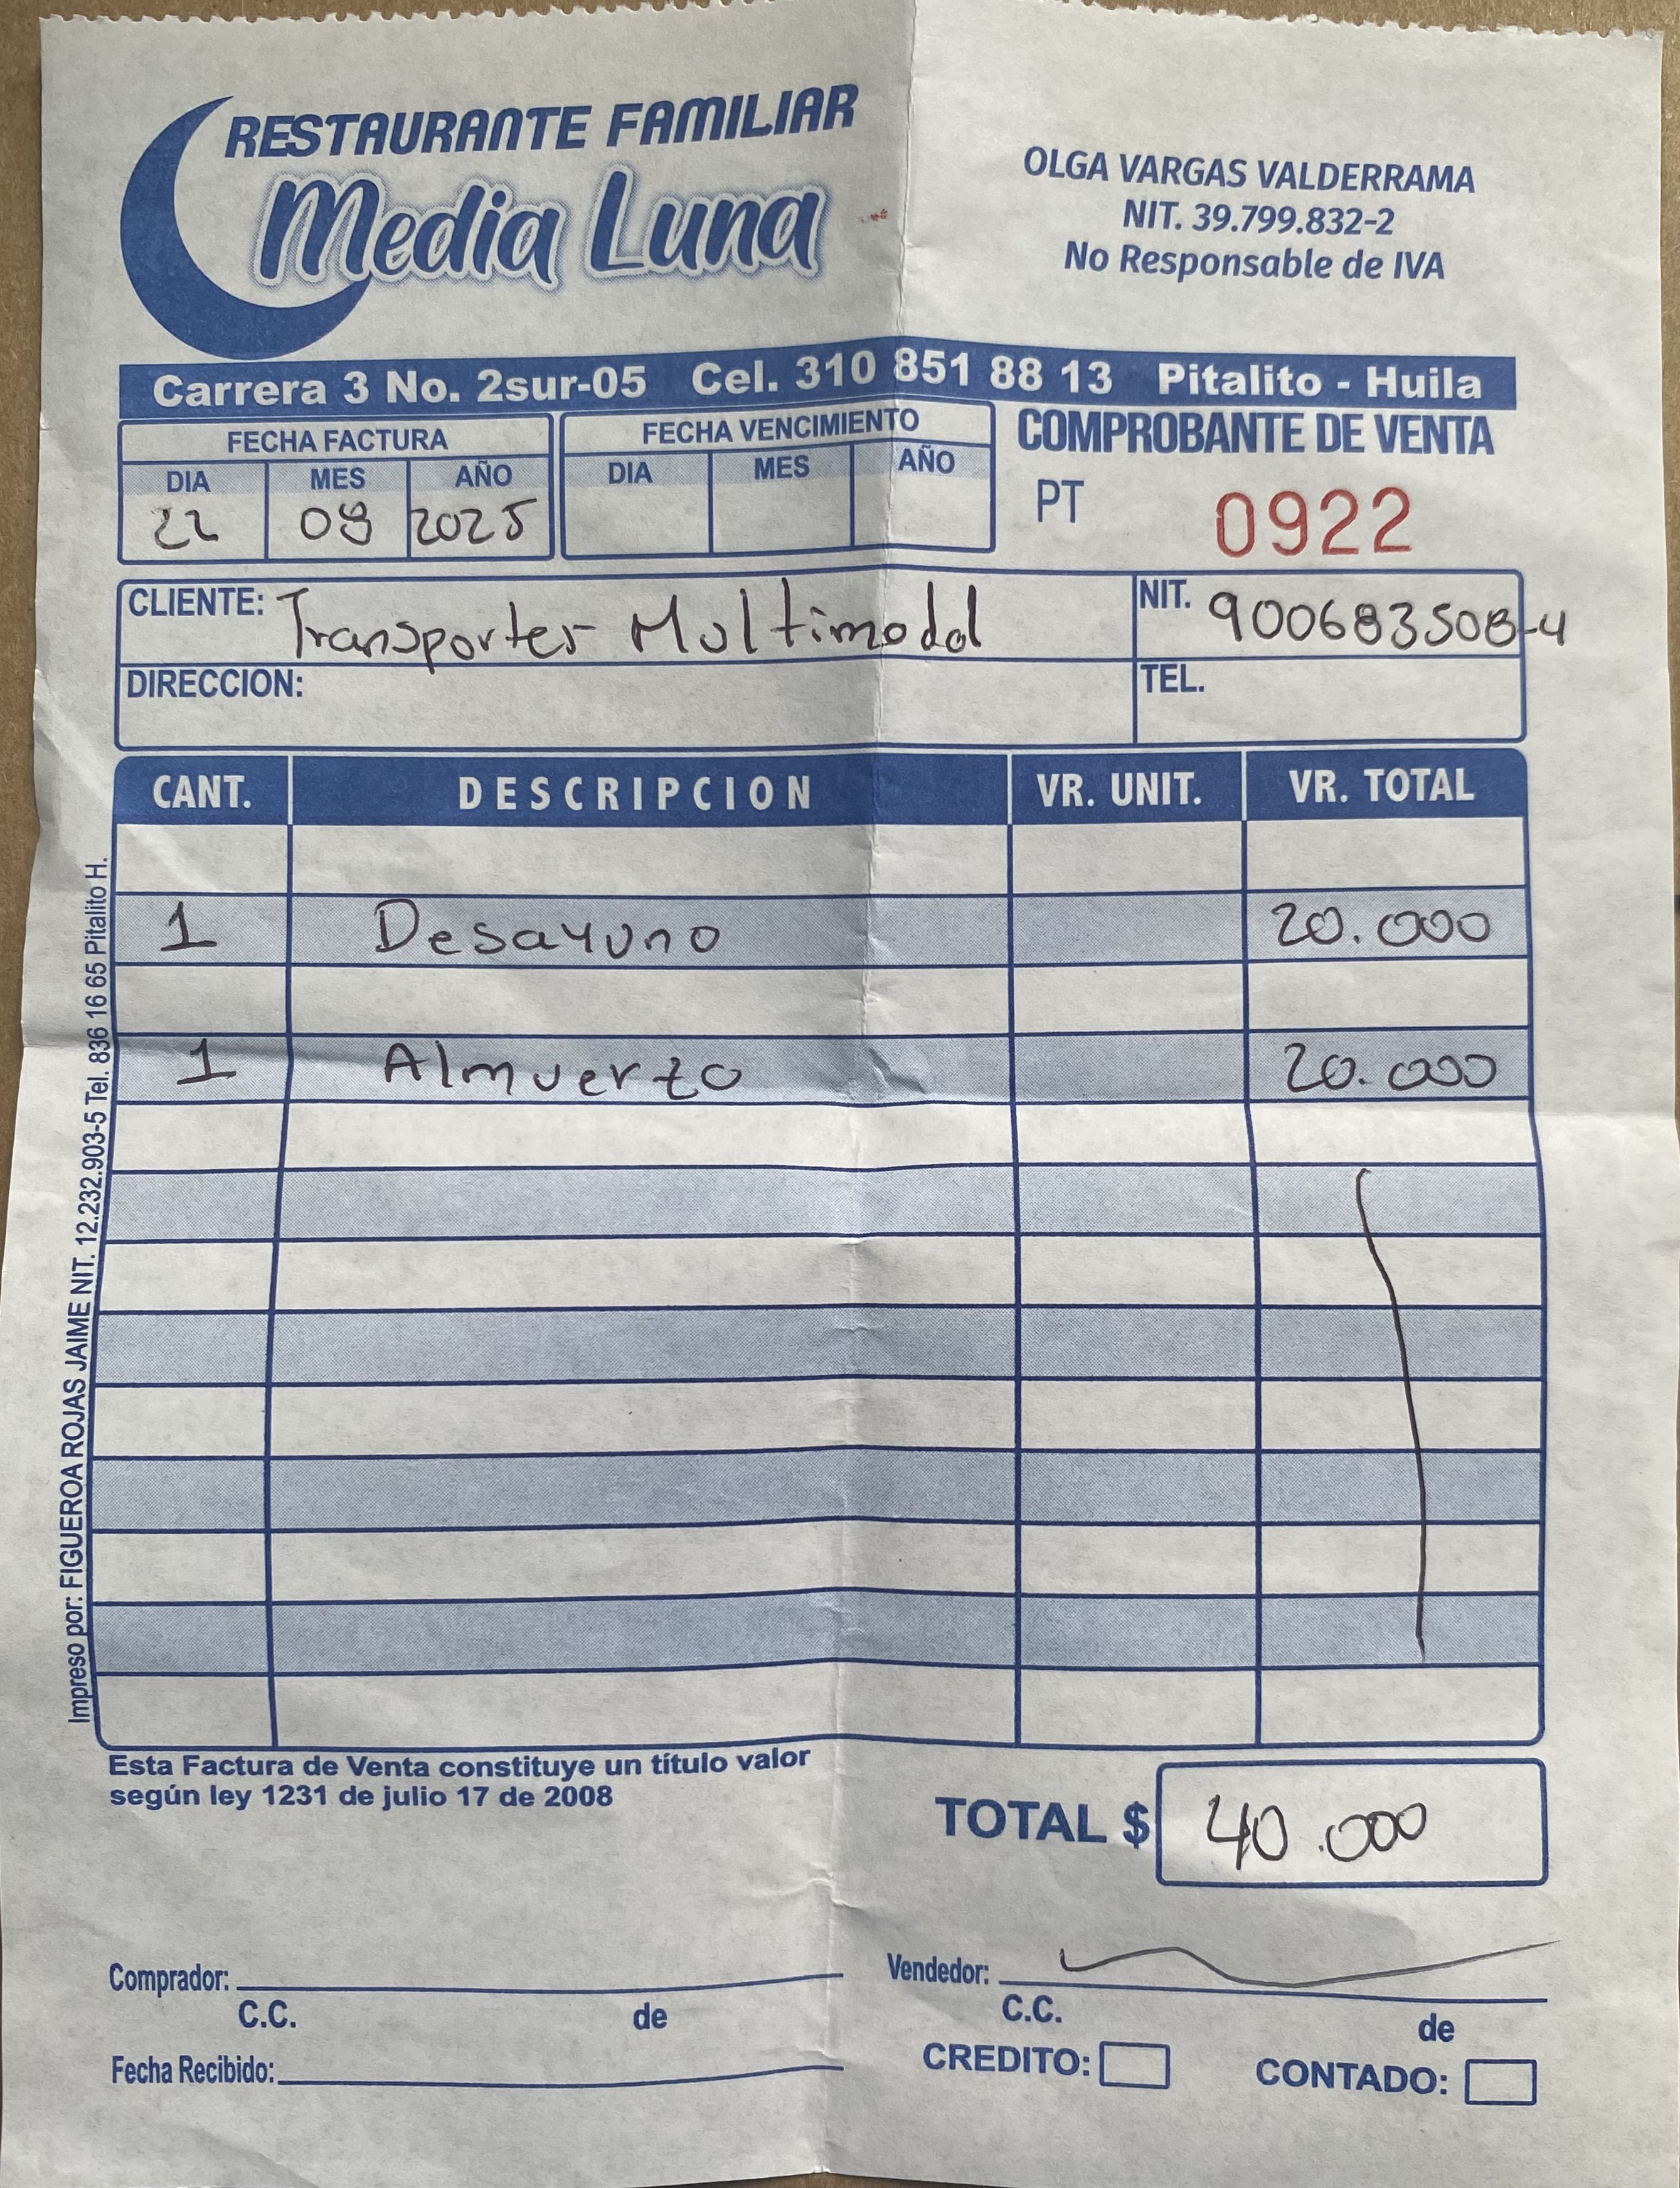 RESTAURANTE FAMILIAR
Media Luna
OLGA VARGAS VALDERRAMA
NIT. 39.799.832-2
No Responsable de IVA
Carrera 3 No. 2sur-05 Cel. 310 851 88 13 Pitalito - Huila
FECHA FACTURA
DIA MES AÑO
22 09 2025
FECHA VENCIMIENTO
DIA MES AÑO
COMPROBANTE DE VENTA
PT 0922
CLIENTE: Transportes Multimodal
NIT. 900683508-4
DIRECCION:
TEL.
CANT. DESCRIPCION VR. UNIT. VR. TOTAL
1 Desayuno 20.000
1 Almuerzo 20.000
Impreso por: FIGUEROA ROJAS JAIME NIT. 12.232.903-5 Tel. 836 16 65 Pitalito H.
Esta Factura de Venta constituye un título valor
según ley 1231 de julio 17 de 2008
TOTAL $ 40.000
Comprador:
C.C. de
Fecha Recibido:
Vendedor:
C.C. de
CREDITO: CONTADO: